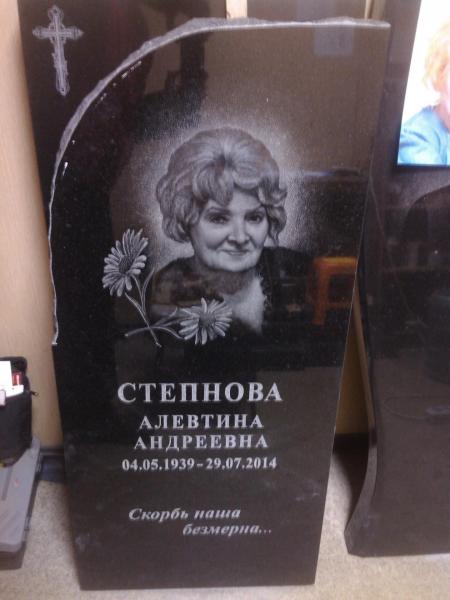 СТЕПНОВА
АЛЕВТИНА
АНДРЕЕВНА
04.05.1939-29.07.2014
Скорбь наша
безмерна...